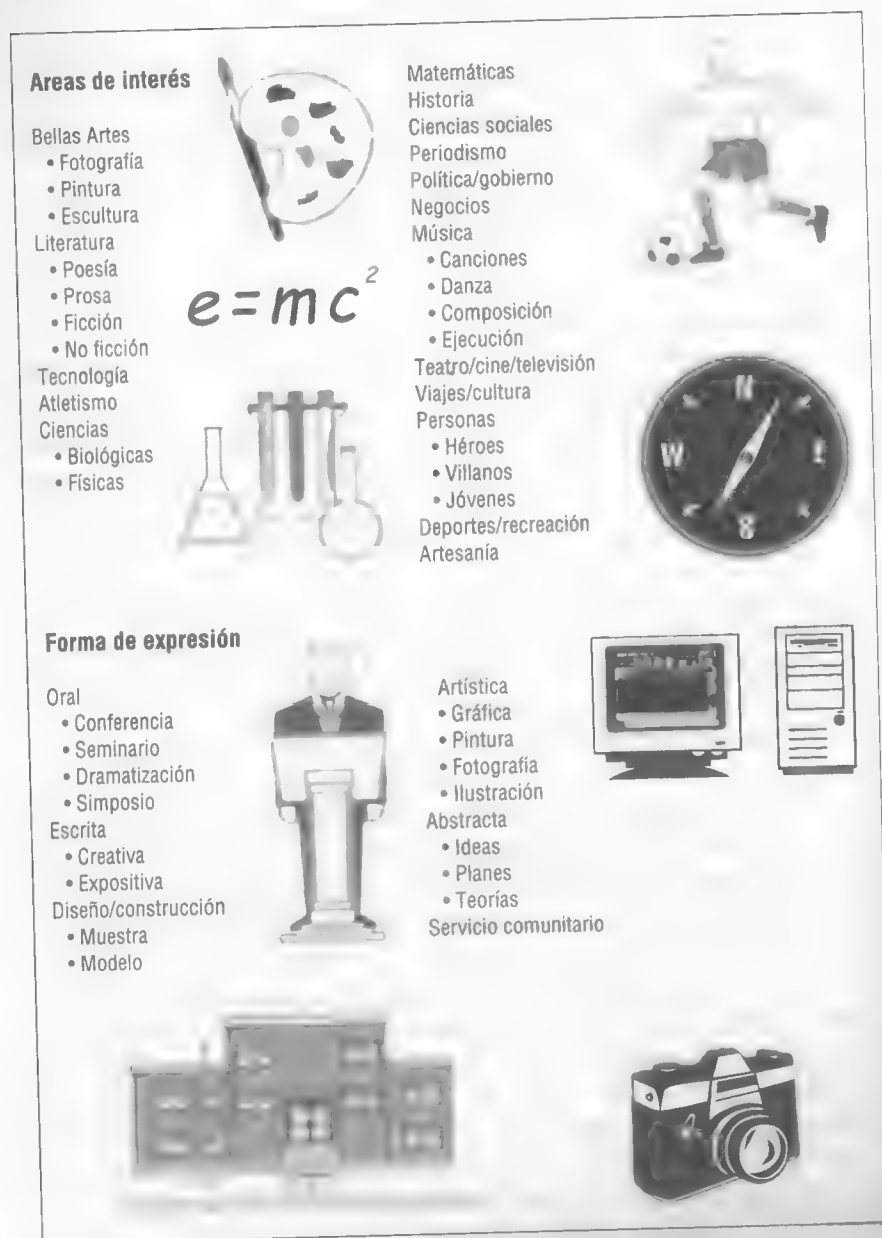 Areas de interés
Bellas Artes
• Fotografía
• Pintura
• Escultura
Literatura
• Poesía
• Prosa
• Ficción
• No ficción
Tecnología
Atletismo
Ciencias
• Biológicas
• Físicas
e=mc²
Matemáticas
Historia
Ciencias sociales
Periodismo
Política/gobierno
Negocios
Música
• Canciones
• Danza
• Composición
• Ejecución
Teatro/cine/televisión
Viajes/cultura
Personas
• Héroes
• Villanos
• Jóvenes
Deportes/recreación
Artesanía
N
W
Forma de expresión
Oral
• Conferencia
• Seminario
• Dramatización
• Simposio
Escrita
• Creativa
• Expositiva
Diseño/construcción
• Muestra
• Modelo
Artística
• Gráfica
• Pintura
• Fotografía
• Ilustración
Abstracta
• Ideas
• Planes
• Teorías
Servicio comunitario